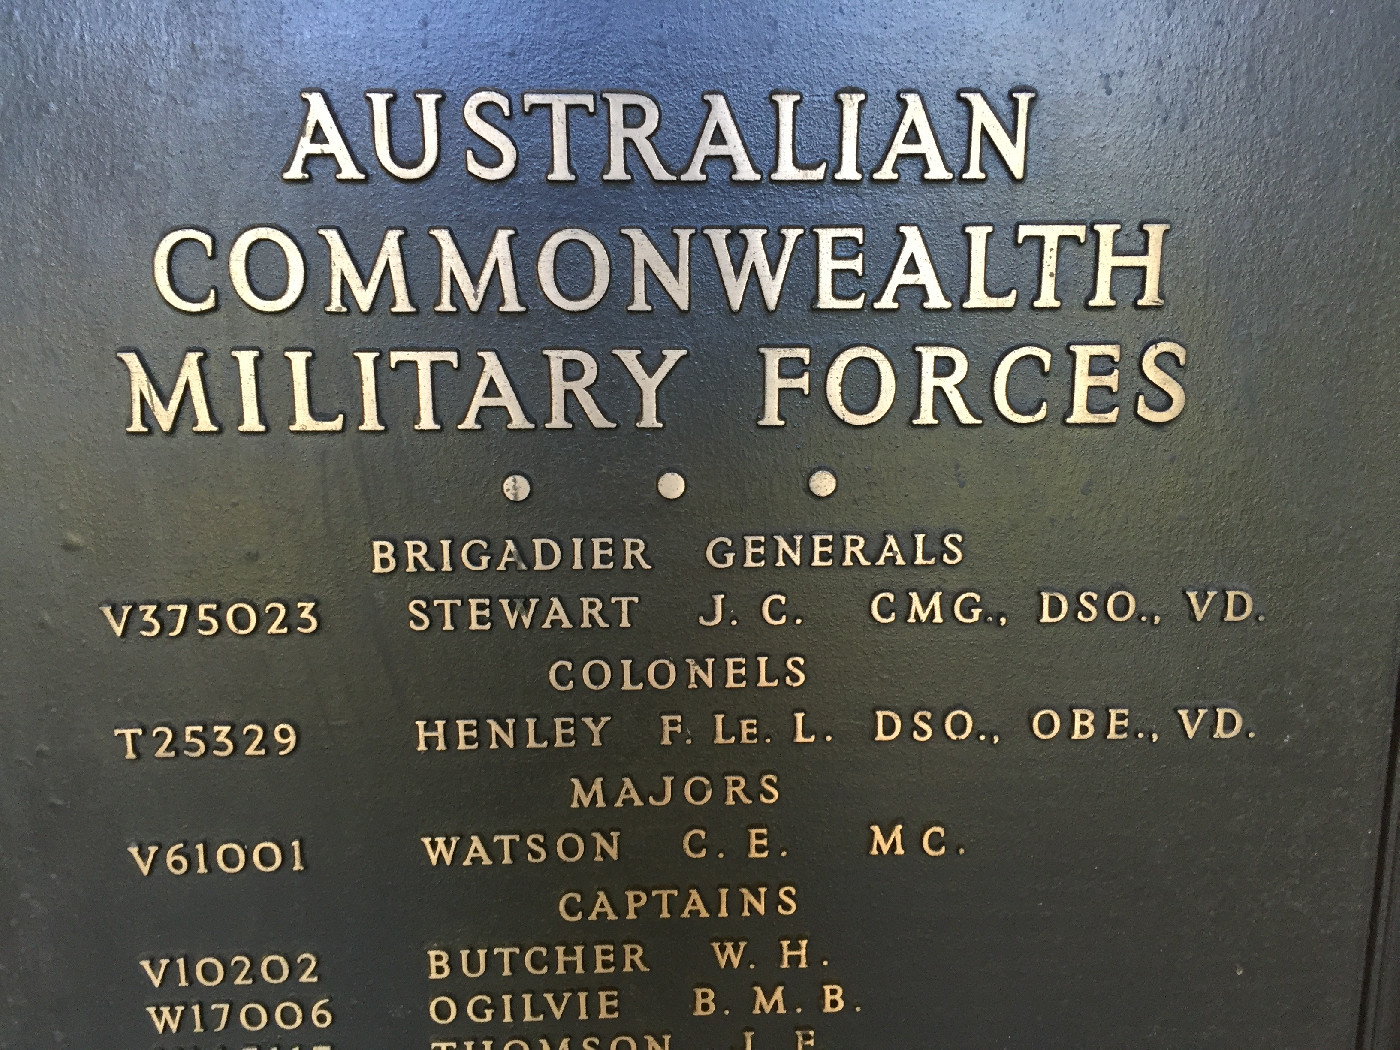 AUSTRALIAN
COMMONWEALTH
MILITARY FORCES
• • •
BRIGADIER GENERALS
V375023 STEWART J. C. CMG., DSO., VD.
COLONELS
T25329 HENLEY F. LE. L. DSO., OBE., VD.
MAJORS
V61001 WATSON C. E. MC.
CAPTAINS
V10202 BUTCHER W. H.
W17006 OGILVIE B. M. B.
THOMSON J. E.